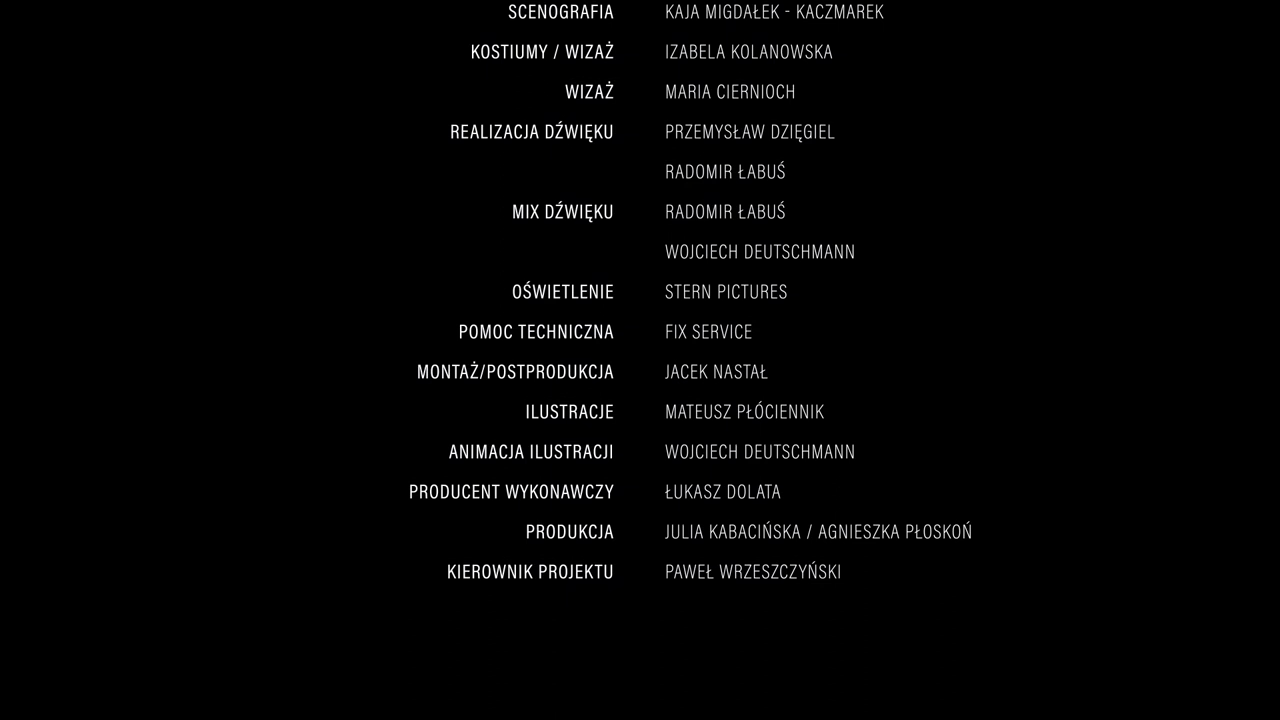 SCENOGRAFIA KAJA MIGDAŁEK - KACZMAREK
KOSTIUMY / WIZAŻ IZABELA KOLANOWSKA
WIZAŻ MARIA CIERNIOCH
REALIZACJA DŹWIĘKU PRZEMYSŁAW DZIĘGIEL
RADOMIR ŁABUŚ
MIX DŹWIĘKU RADOMIR ŁABUŚ
WOJCIECH DEUTSCHMANN
OŚWIETLENIE STERN PICTURES
POMOC TECHNICZNA FIX SERVICE
MONTAŻ/POSTPRODUKCJA JACEK NASTAŁ
ILUSTRACJE MATEUSZ PŁÓCIENNIK
ANIMACJA ILUSTRACJI WOJCIECH DEUTSCHMANN
PRODUCENT WYKONAWCZY ŁUKASZ DOLATA
PRODUKCJA JULIA KABACIŃSKA / AGNIESZKA PŁOSKOŃ
KIEROWNIK PROJEKTU PAWEŁ WRZESZCZYŃSKI